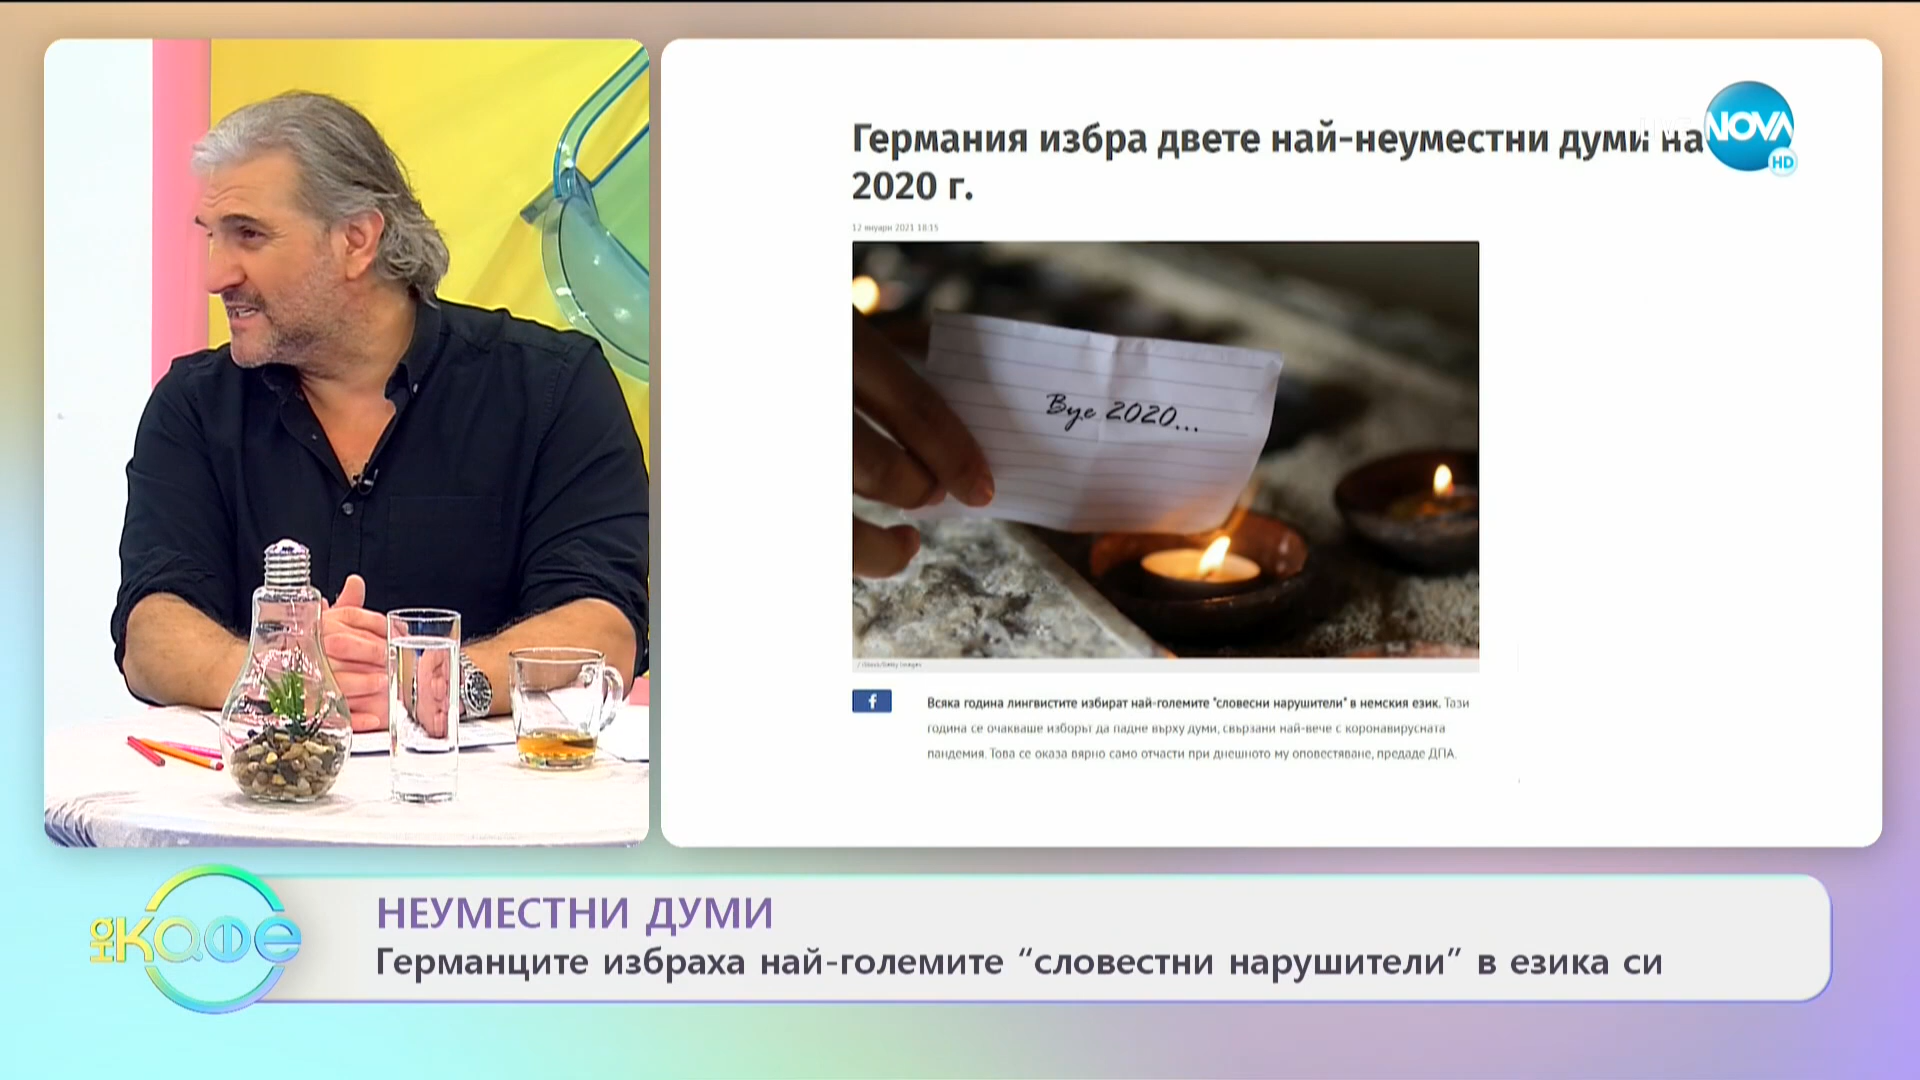 Германия избра двете най-неуместни думи на
2020 г.
NOVA
HD
12 януари 2021 18:15
Bye 2020...
f
Всяка година лингвистите избират най-големите "словесни нарушители" в немския език. Тази
година се очакваше изборът да падне върху думи, свързани най-вече с коронавирусната
пандемия. Това се оказа вярно само отчасти при днешното му оповестяване, предаде ДПА.
на кафе
НЕУМЕСТНИ ДУМИ
Германците избраха най-големите “словестни нарушители” в езика си